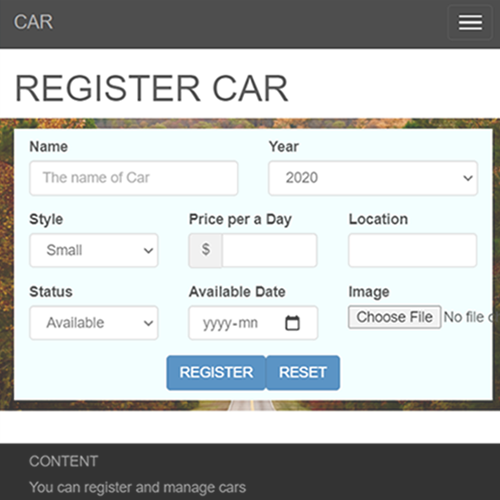 CAR
REGISTER CAR
Name Year
The name of Car 2020
Style Price per a Day Location
Small $
Status Available Date Image
Available yyyy-mn Choose File No file
REGISTER RESET
CONTENT
You can register and manage cars